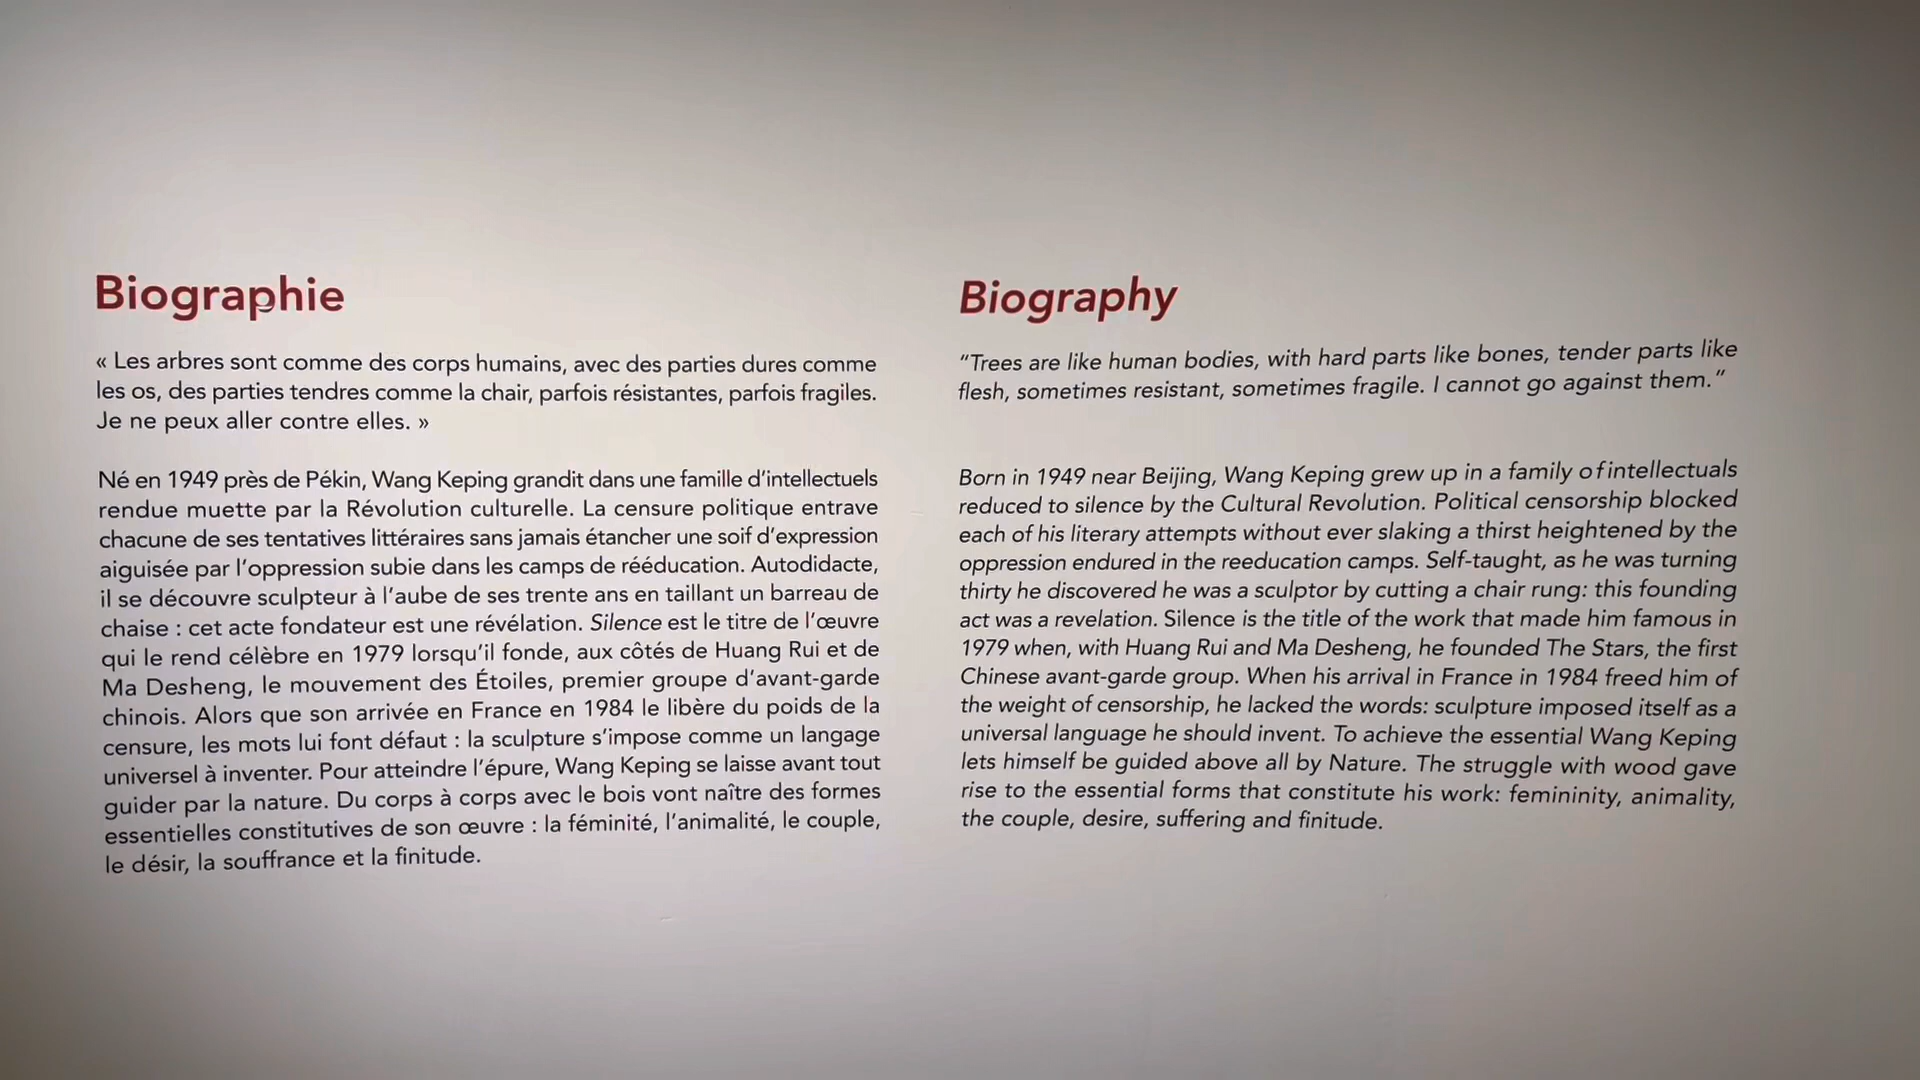 Biographie
« Les arbres sont comme des corps humains, avec des parties dures comme
les os, des parties tendres comme la chair, parfois résistantes, parfois fragiles.
Je ne peux aller contre elles. »
Né en 1949 près de Pékin, Wang Keping grandit dans une famille d’intellectuels
rendue muette par la Révolution culturelle. La censure politique entrave
chacune de ses tentatives littéraires sans jamais étancher une soif d’expression
aiguisée par l’oppression subie dans les camps de rééducation. Autodidacte,
il se découvre sculpteur à l’aube de ses trente ans en taillant un barreau de
chaise : cet acte fondateur est une révélation. Silence est le titre de l’œuvre
qui le rend célèbre en 1979 lorsqu’il fonde, aux côtés de Huang Rui et de
Ma Desheng, le mouvement des Étoiles, premier groupe d’avant-garde
chinois. Alors que son arrivée en France en 1984 le libère du poids de la
censure, les mots lui font défaut : la sculpture s’impose comme un langage
universel à inventer. Pour atteindre l’épure, Wang Keping se laisse avant tout
guider par la nature. Du corps à corps avec le bois vont naître des formes
essentielles constitutives de son œuvre : la féminité, l’animalité, le couple,
le désir, la souffrance et la finitude.
Biography
“Trees are like human bodies, with hard parts like bones, tender parts like
flesh, sometimes resistant, sometimes fragile. I cannot go against them.”
Born in 1949 near Beijing, Wang Keping grew up in a family of intellectuals
reduced to silence by the Cultural Revolution. Political censorship blocked
each of his literary attempts without ever slaking a thirst heightened by the
oppression endured in the reeducation camps. Self-taught, as he was turning
thirty he discovered he was a sculptor by cutting a chair rung: this founding
act was a revelation. Silence is the title of the work that made him famous in
1979 when, with Huang Rui and Ma Desheng, he founded The Stars, the first
Chinese avant-garde group. When his arrival in France in 1984 freed him of
the weight of censorship, he lacked the words: sculpture imposed itself as a
universal language he should invent. To achieve the essential Wang Keping
lets himself be guided above all by Nature. The struggle with wood gave
rise to the essential forms that constitute his work: femininity, animality,
the couple, desire, suffering and finitude.